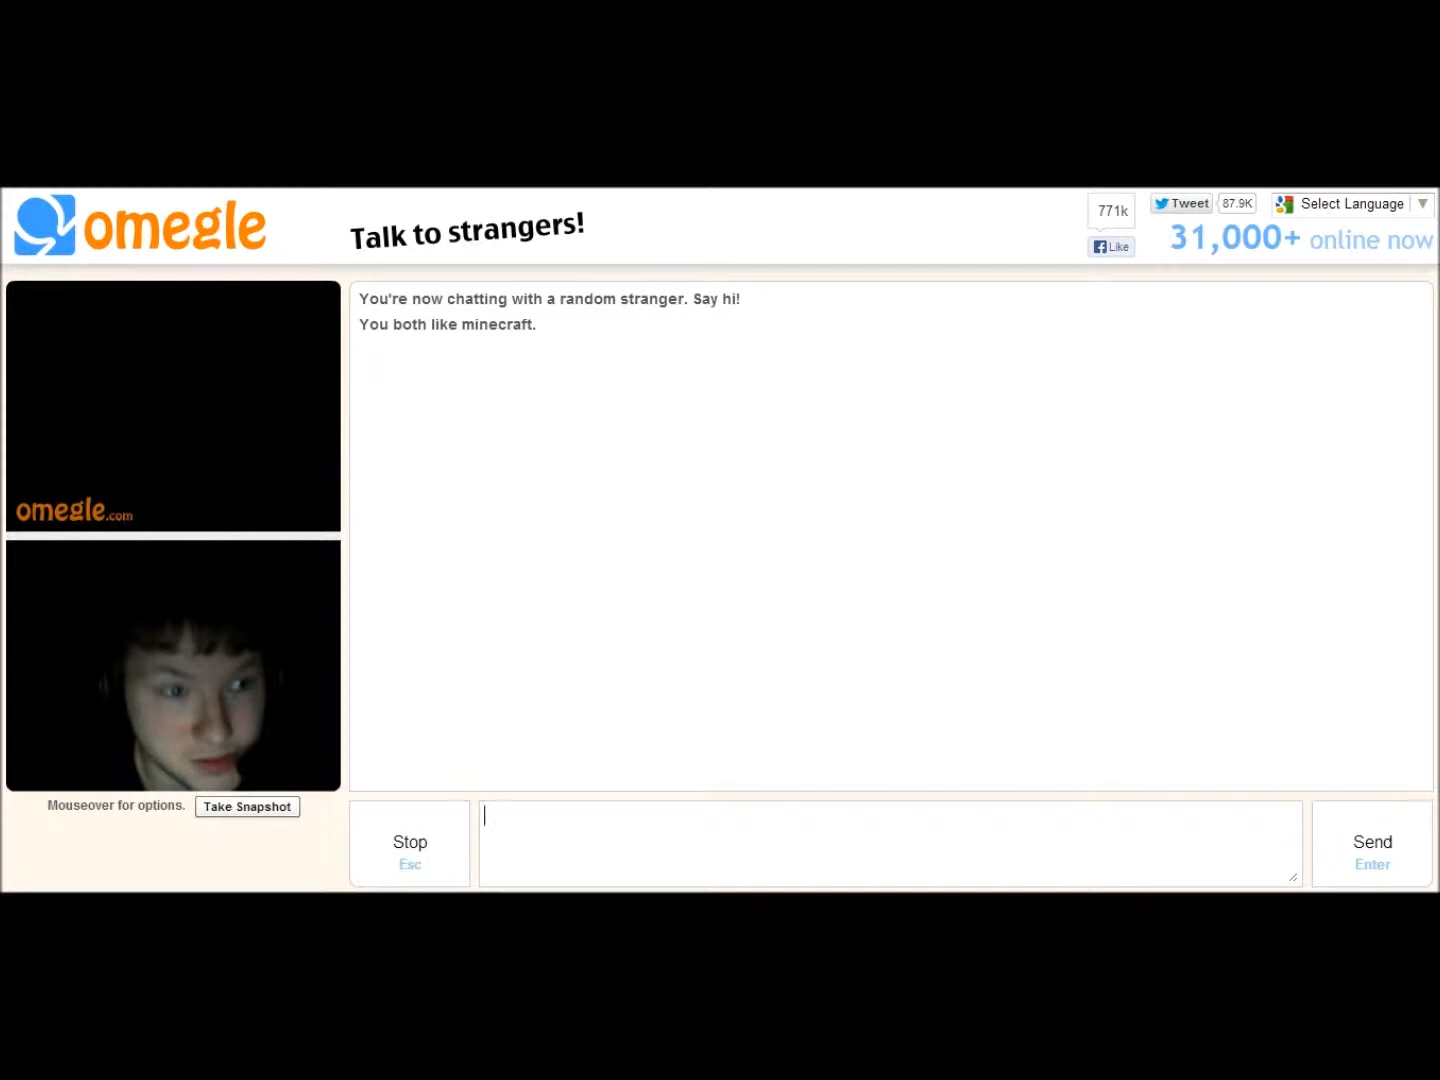 omegle
Talk to strangers!
771k
Like
Tweet
87.9K
Select Language
31,000+ online now
omegle.com
You're now chatting with a random stranger. Say hi!
You both like minecraft.
Mouseover for options.
Take Snapshot
Stop
Esc
Send
Enter